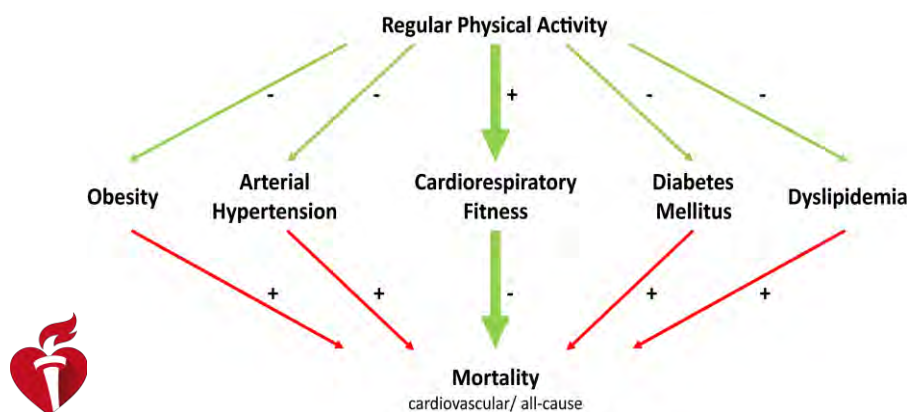 Regular Physical Activity
- - + - -
Obesity
Arterial
Hypertension
Cardiorespiratory
Fitness
Diabetes
Mellitus
Dyslipidemia
+ + - + +
Mortality
cardiovascular/ all-cause